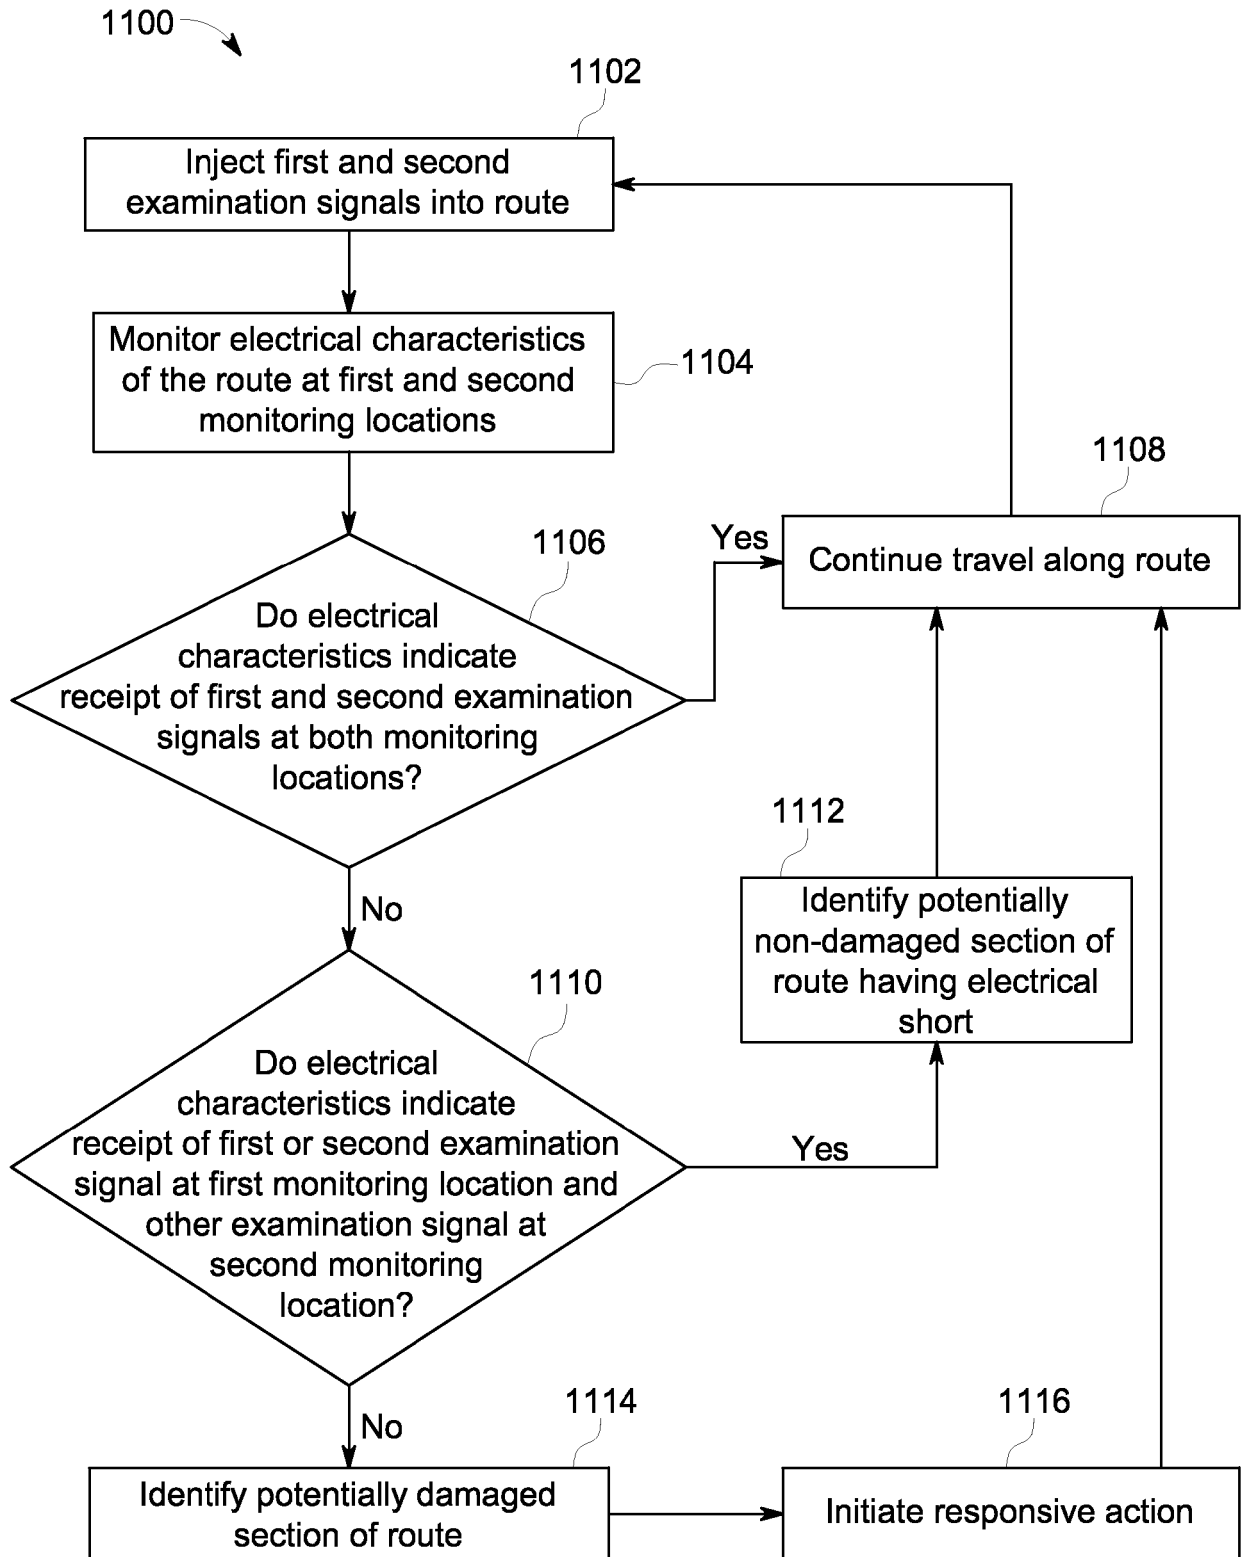 1100
1102
Inject first and second
examination signals into route
Monitor electrical characteristics
of the route at first and second
monitoring locations
1104
1108
Continue travel along route
1106
Yes
Do electrical
characteristics indicate
receipt of first and second examination
signals at both monitoring
locations?
No
1112
Identify potentially
non-damaged section of
route having electrical
short
1110
Do electrical
characteristics indicate
receipt of first or second examination
signal at first monitoring location and
other examination signal at
second monitoring
location?
Yes
No
1114
Identify potentially damaged
section of route
1116
Initiate responsive action